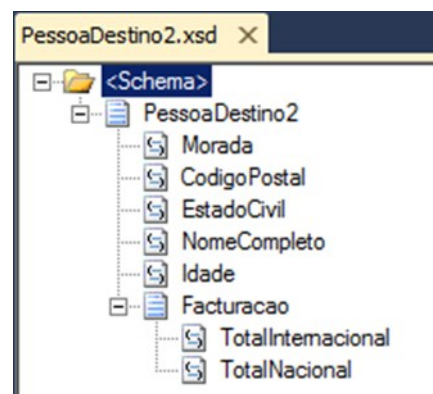 PessoaDestino2.xsd
<Schema>
PessoaDestino2
Morada
CodigoPostal
EstadoCivil
NomeCompleto
Idade
Facturacao
TotalInternacional
TotalNacional